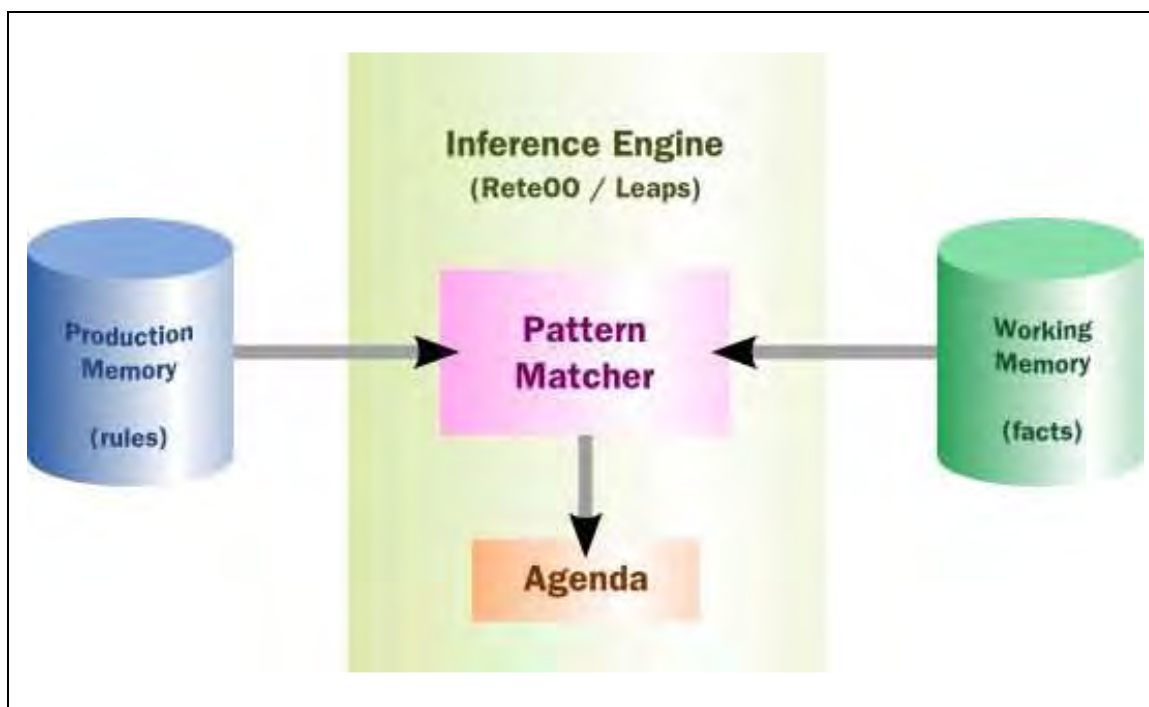 Inference Engine
(ReteOO / Leaps)
Production
Memory
(rules)
Pattern
Matcher
Working
Memory
(facts)
Agenda